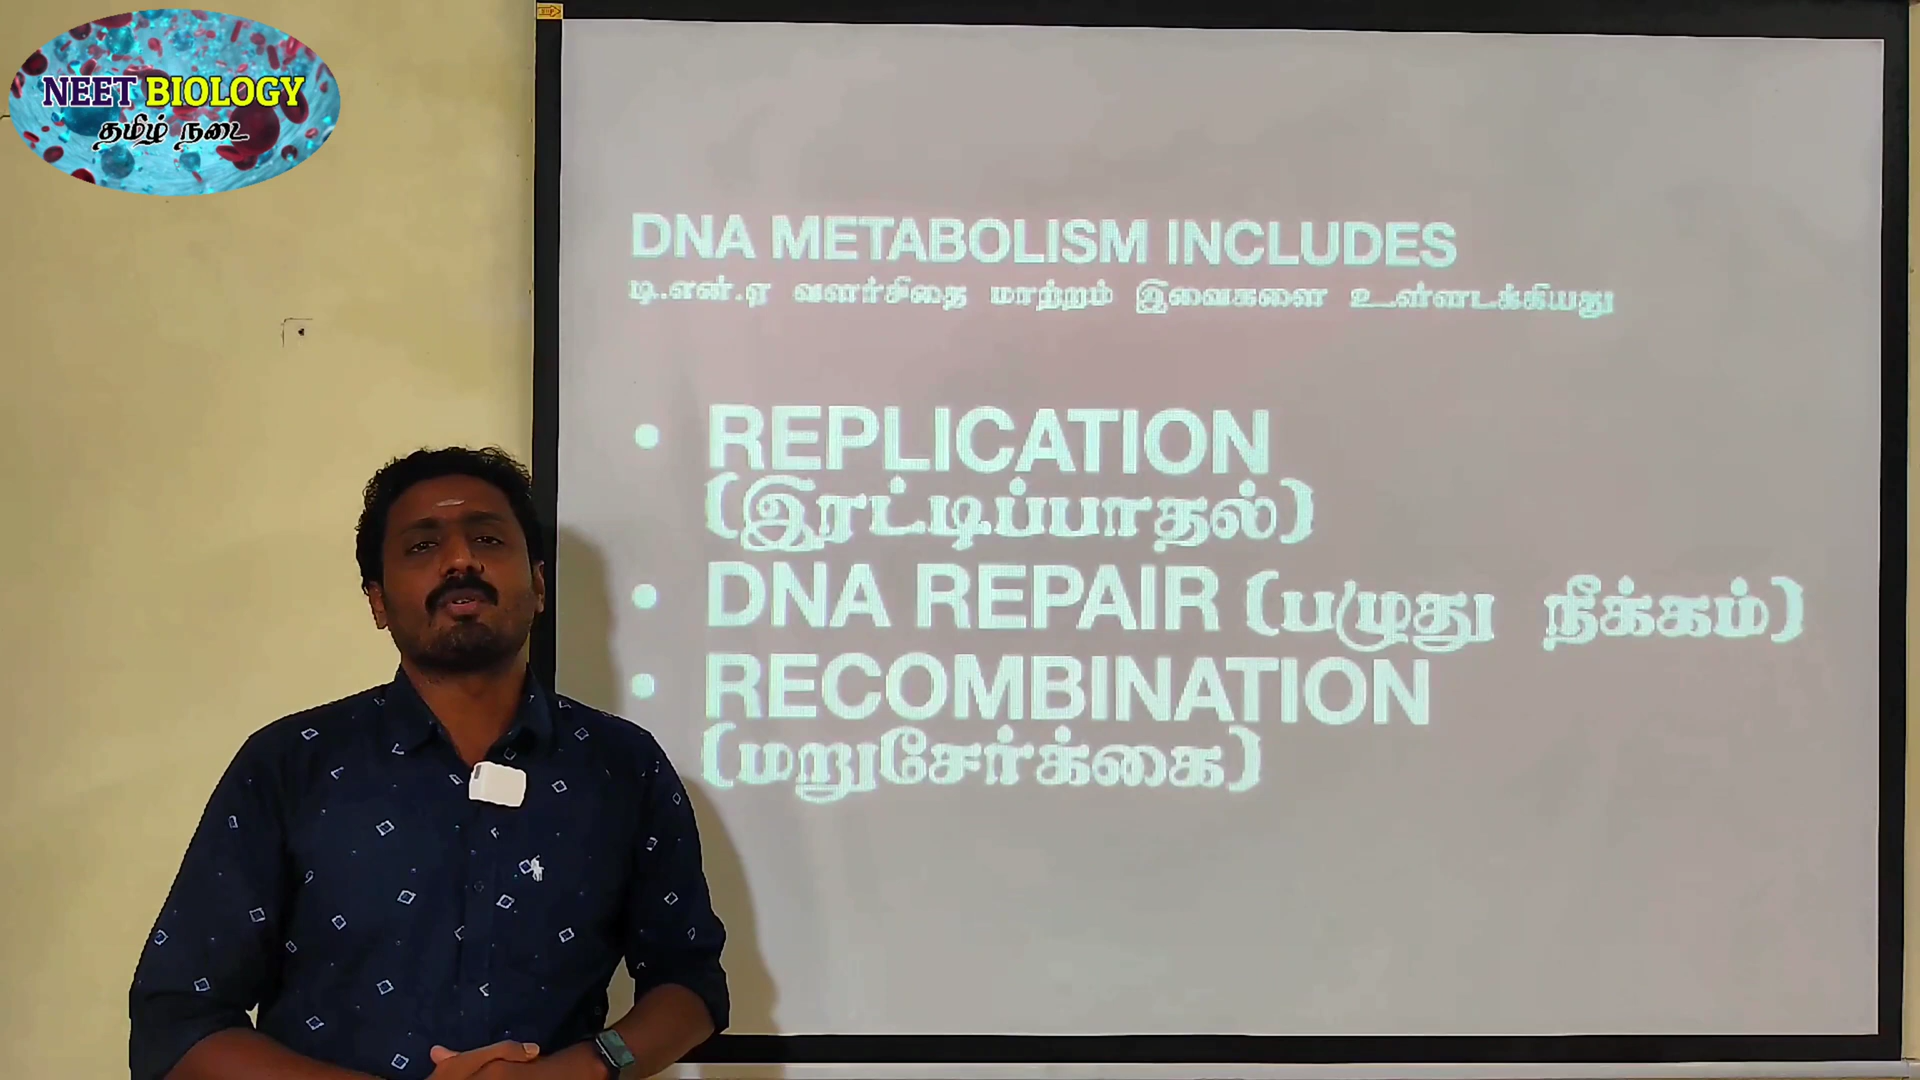 NEET BIOLOGY
தமிழ் நடை
DNA METABOLISM INCLUDES
டி.என்.ஏ வளர்சிதை மாற்றம் இவைகளை உள்ளடக்கியது
• REPLICATION
(இரட்டிப்பாதல்)
• DNA REPAIR (பழுது நீக்கம்)
• RECOMBINATION
(மறுசேர்க்கை)